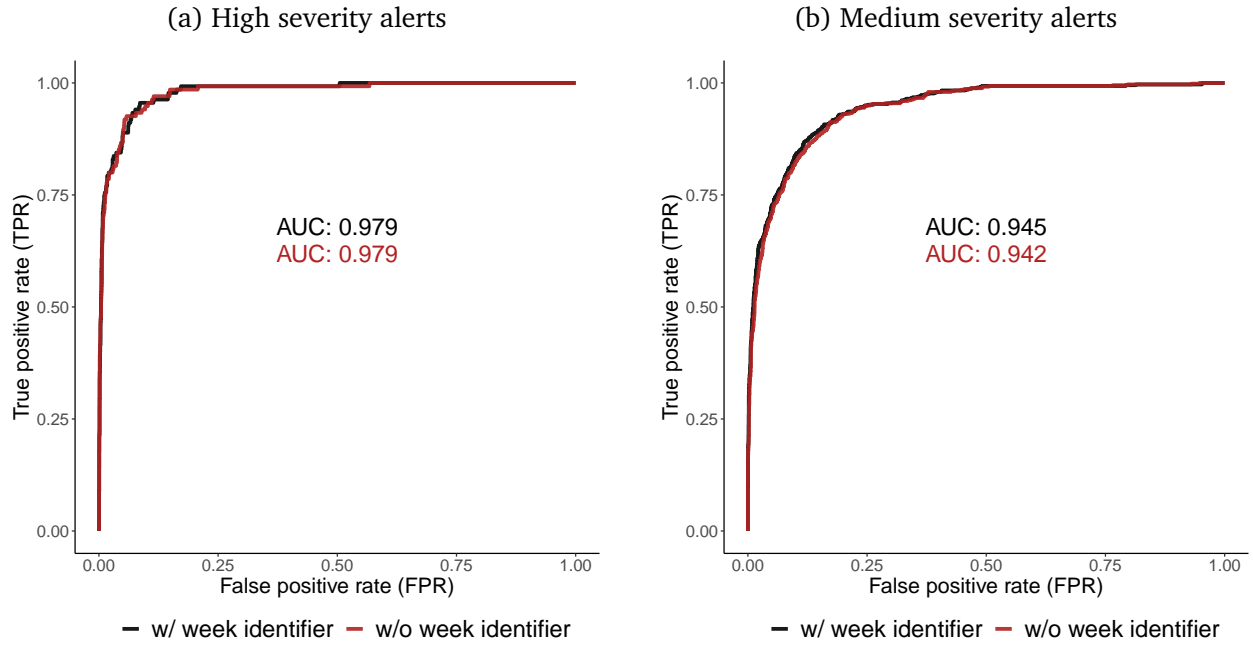 (a) High severity alerts
1.00
0.75
0.50
0.25
0.00
True positive rate (TPR)
AUC: 0.979
AUC: 0.979
0.00 0.25 0.50 0.75 1.00
False positive rate (FPR)
w/ week identifier w/o week identifier
(b) Medium severity alerts
1.00
0.75
0.50
0.25
0.00
True positive rate (TPR)
AUC: 0.945
AUC: 0.942
0.00 0.25 0.50 0.75 1.00
False positive rate (FPR)
w/ week identifier w/o week identifier